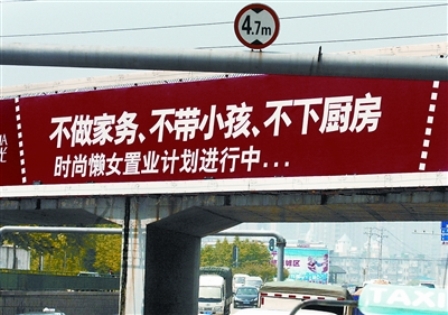 4.7m
不做家务、不带小孩、不下厨房
时尚懒女置业计划进行中...
TAXI